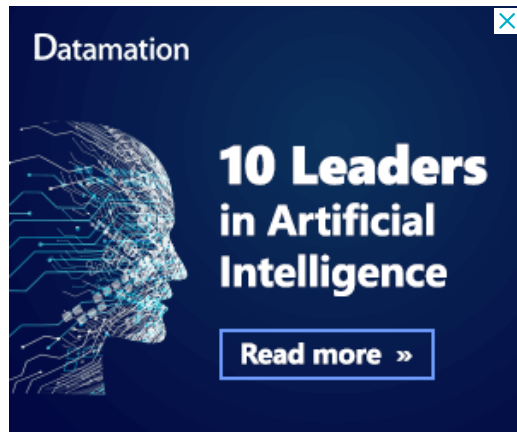 Datamation
10 Leaders
in Artificial
Intelligence
Read more »